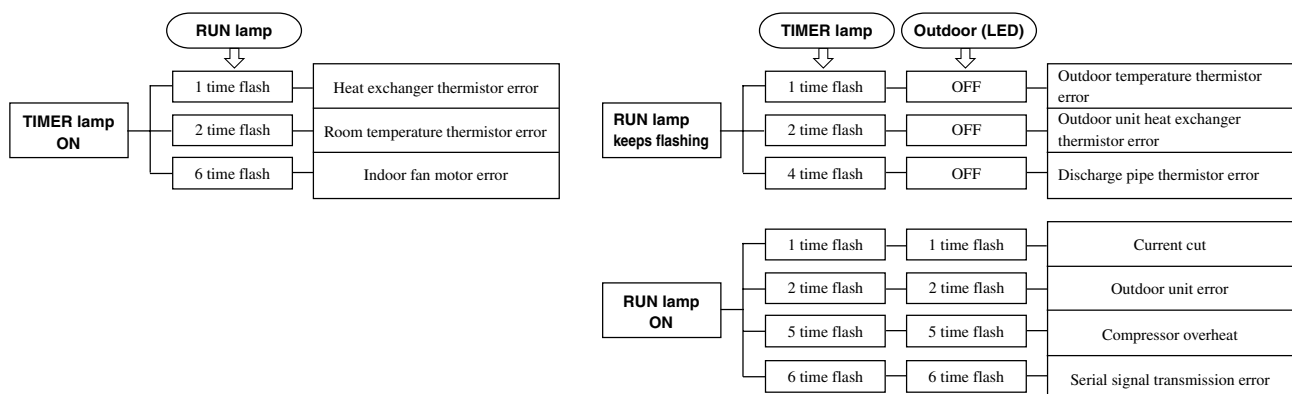 RUN lamp
1 time flash
Heat exchanger thermistor error
TIMER lamp
ON
2 time flash
Room temperature thermistor error
6 time flash
Indoor fan motor error
TIMER lamp
Outdoor (LED)
1 time flash
OFF
Outdoor temperature thermistor
error
RUN lamp
keeps flashing
2 time flash
OFF
Outdoor unit heat exchanger
thermistor error
4 time flash
OFF
Discharge pipe thermistor error
1 time flash
1 time flash
Current cut
RUN lamp
ON
2 time flash
2 time flash
Outdoor unit error
5 time flash
5 time flash
Compressor overheat
6 time flash
6 time flash
Serial signal transmission error